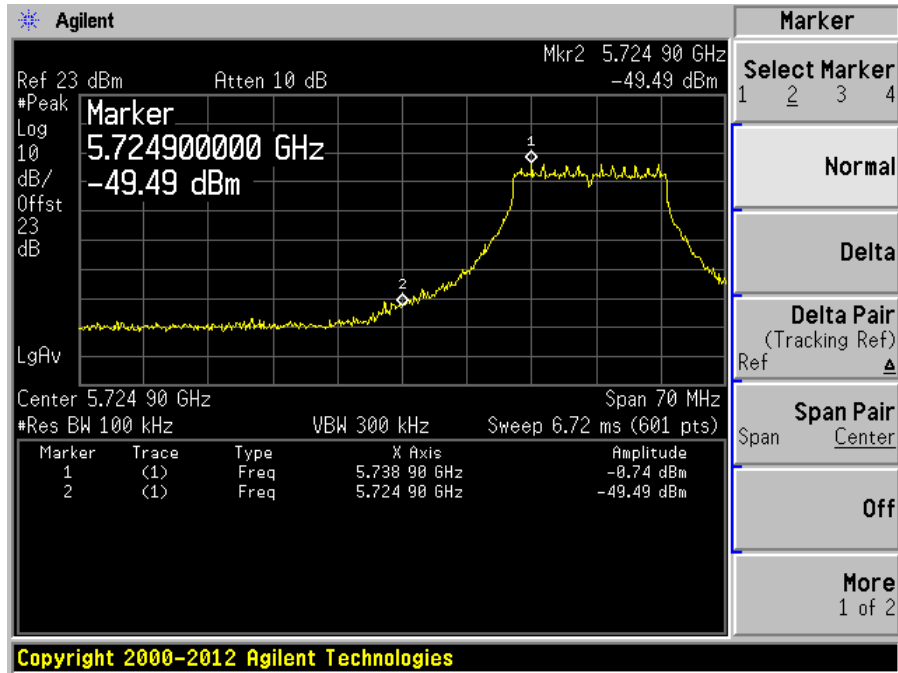 Agilent
Marker
Mkr2 5.724 90 GHz
Ref 23 dBm Atten 10 dB -49.49 dBm
#Peak
Log
10
dB/
Offst
23
dB
LgAv
Marker
5.724900000 GHz
-49.49 dBm
1
2
Center 5.724 90 GHz Span 70 MHz
#Res BW 100 kHz VBW 300 kHz Sweep 6.72 ms (601 pts)
Marker Trace Type X Axis Amplitude
1 (1) Freq 5.738 90 GHz -0.74 dBm
2 (1) Freq 5.724 90 GHz -49.49 dBm
Select Marker
1 2 3 4
Normal
Delta
Delta Pair
(Tracking Ref)
Ref Δ
Span Pair
Span Center
Off
More
1 of 2
Copyright 2000-2012 Agilent Technologies